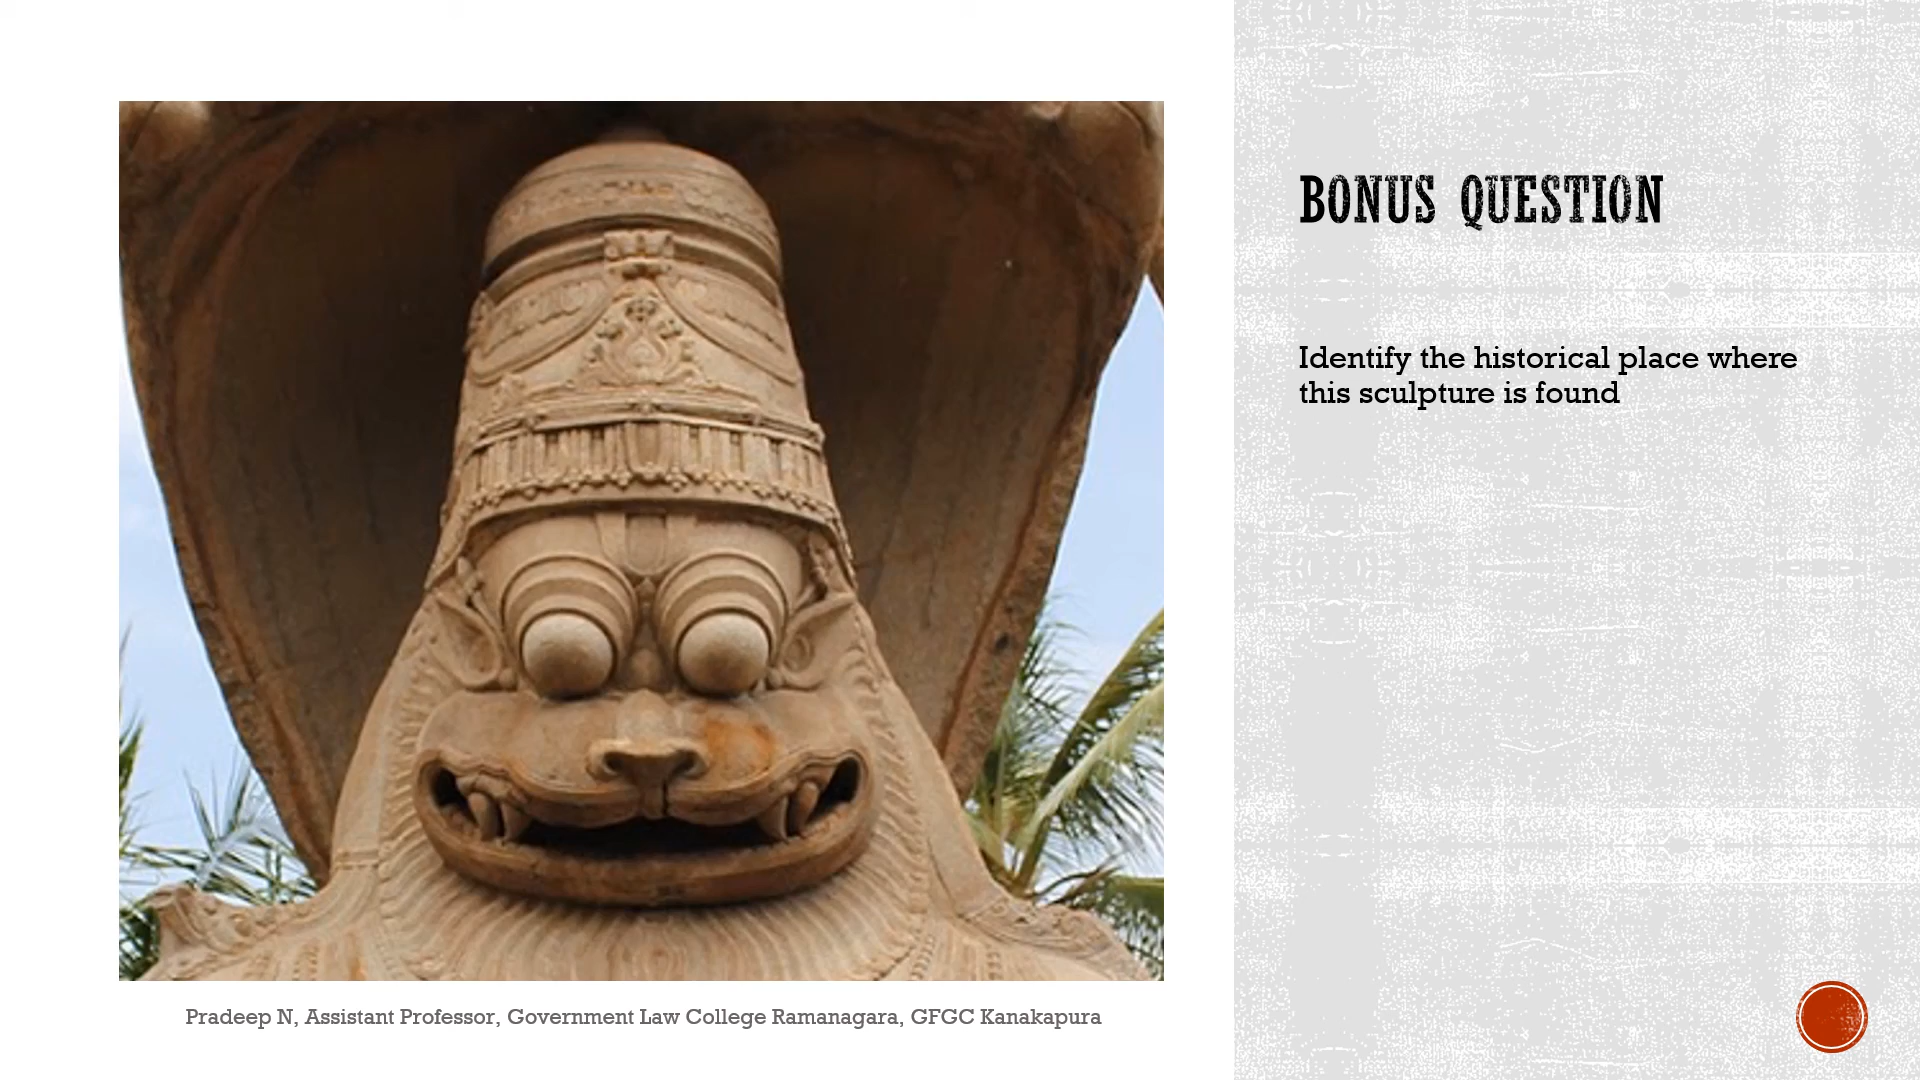 BONUS QUESTION
Identify the historical place where
this sculpture is found
Pradeep N, Assistant Professor, Government Law College Ramanagara, GFGC Kanakapura